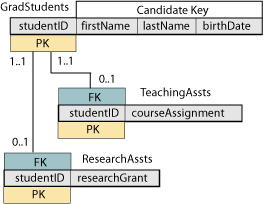 GradStudents
Candidate Key
studentID firstName lastName birthDate
PK
1..1 1..1
0..1
TeachingAssts
FK
studentID courseAssignment
PK
0..1
ResearchAssts
FK
studentID researchGrant
PK